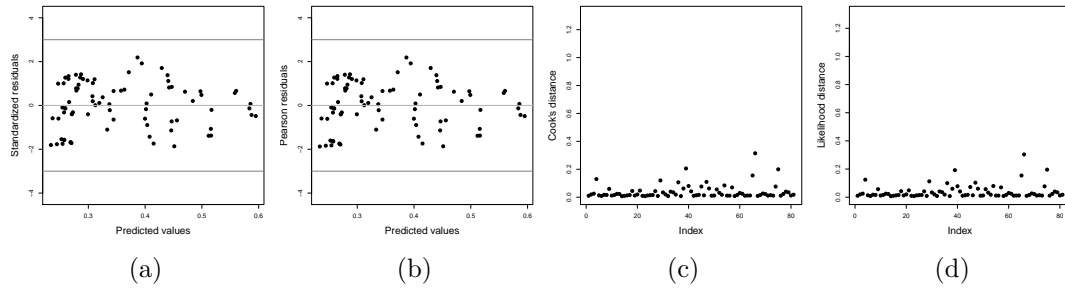 Standardized residuals
4
2
0
−2
−4
0.3 0.4 0.5 0.6
Predicted values
(a)
Pearson residuals
4
2
0
−2
−4
0.3 0.4 0.5 0.6
Predicted values
(b)
Cook's distance
1.2
1.0
0.8
0.6
0.4
0.2
0.0
0 20 40 60 80
Index
(c)
Likelihood distance
1.2
1.0
0.8
0.6
0.4
0.2
0.0
0 20 40 60 80
Index
(d)